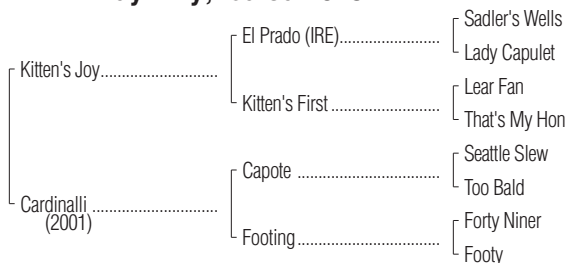 Sadler's Wells
El Prado (IRE)
Lady Capulet
Kitten's Joy
Lear Fan
Kitten's First
That's My Hon
Seattle Slew
Capote
Too Bald
Cardinalli
(2001)
Forty Niner
Footing
Footy